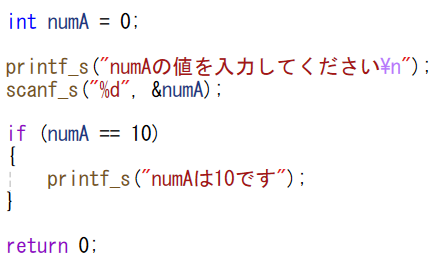 int numA = 0;
printf_s("numAの値を入力してください¥n");
scanf_s("%d", &numA);
if (numA == 10)
{
printf_s("numAは10です");
}
return 0;